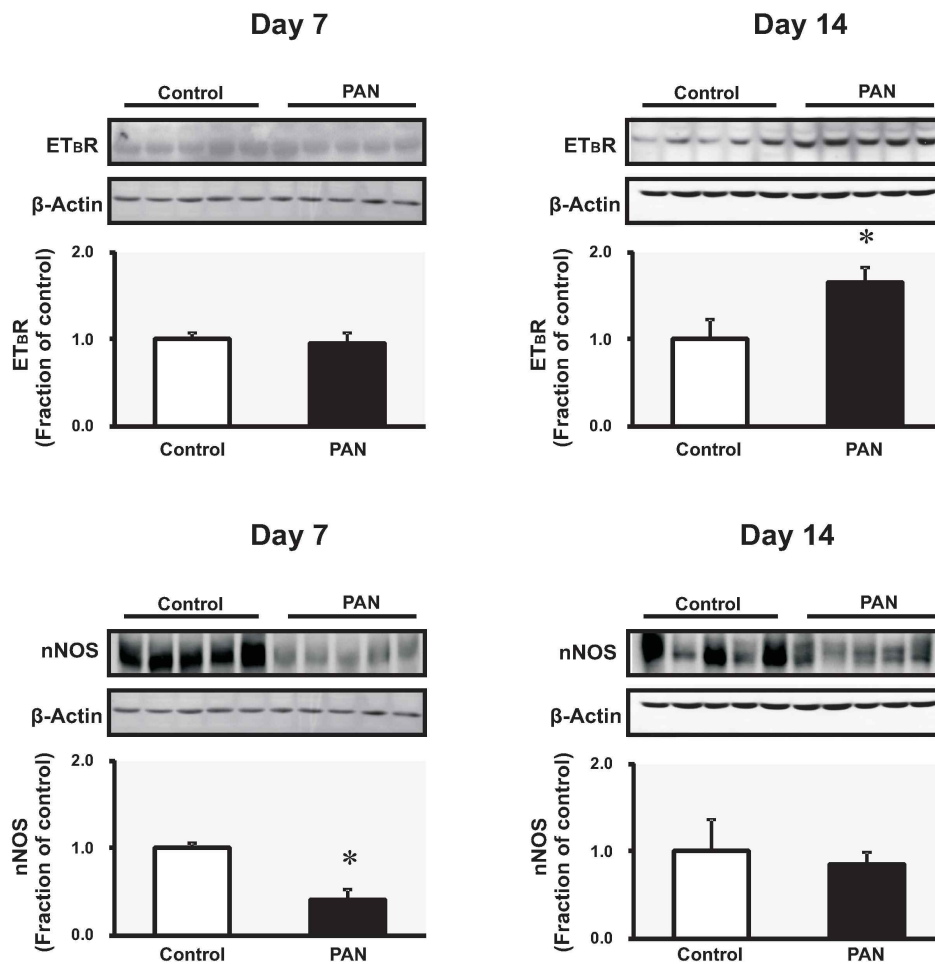 Day 7
Day 14
Control PAN
Control PAN
ETBR
ETBR
β-Actin
β-Actin
*
2.0
1.0
0.0
ETBR
(Fraction of control)
Control PAN
2.0
1.0
0.0
ETBR
(Fraction of control)
Control PAN
Day 7
Day 14
Control PAN
Control PAN
nNOS
nNOS
β-Actin
β-Actin
2.0
1.0
0.0
nNOS
(Fraction of control)
*
Control PAN
2.0
1.0
0.0
nNOS
(Fraction of control)
Control PAN